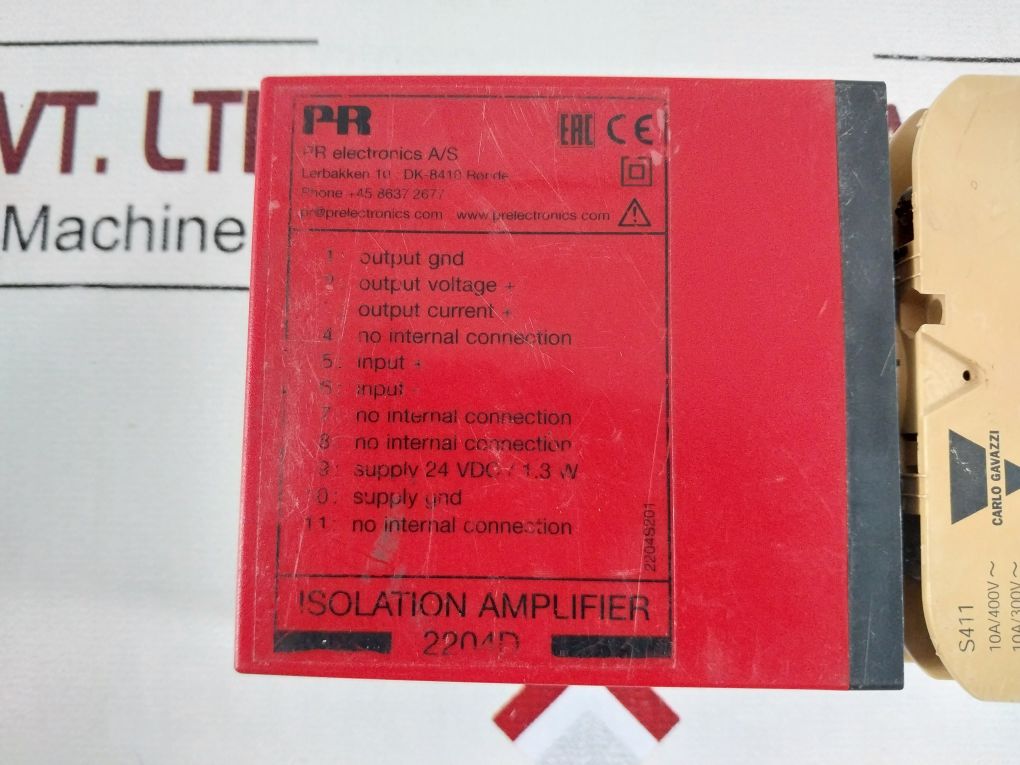 VT. LT
Machine
PR
EAC CE
PR electronics A/S
Lerbakken 10 . DK-8410 Rønde
Phone +45 8637 2677
pr@prelectronics.com www.prelectronics.com
1: output gnd
2: output voltage +
output current +
4 no internal connection
5: input +
6: input -
7 no internal connection
8: no internal connection
9: supply 24 VDC / 1.3 W
10: supply gnd
11: no internal connection
2204S201
ISOLATION AMPLIFIER
2204D
CARLO GAVAZZI
S411
10A/400V~
10A/300V~